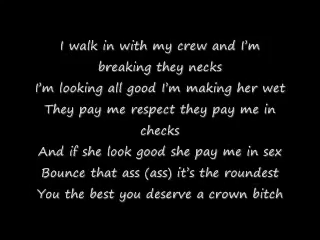 I walk in with my crew and I'm
breaking they necks
I'm looking all good I'm making her wet
They pay me respect they pay me in
checks
And if she look good she pay me in sex
Bounce that ass (ass) it's the roundest
You the best you deserve a crown bitch